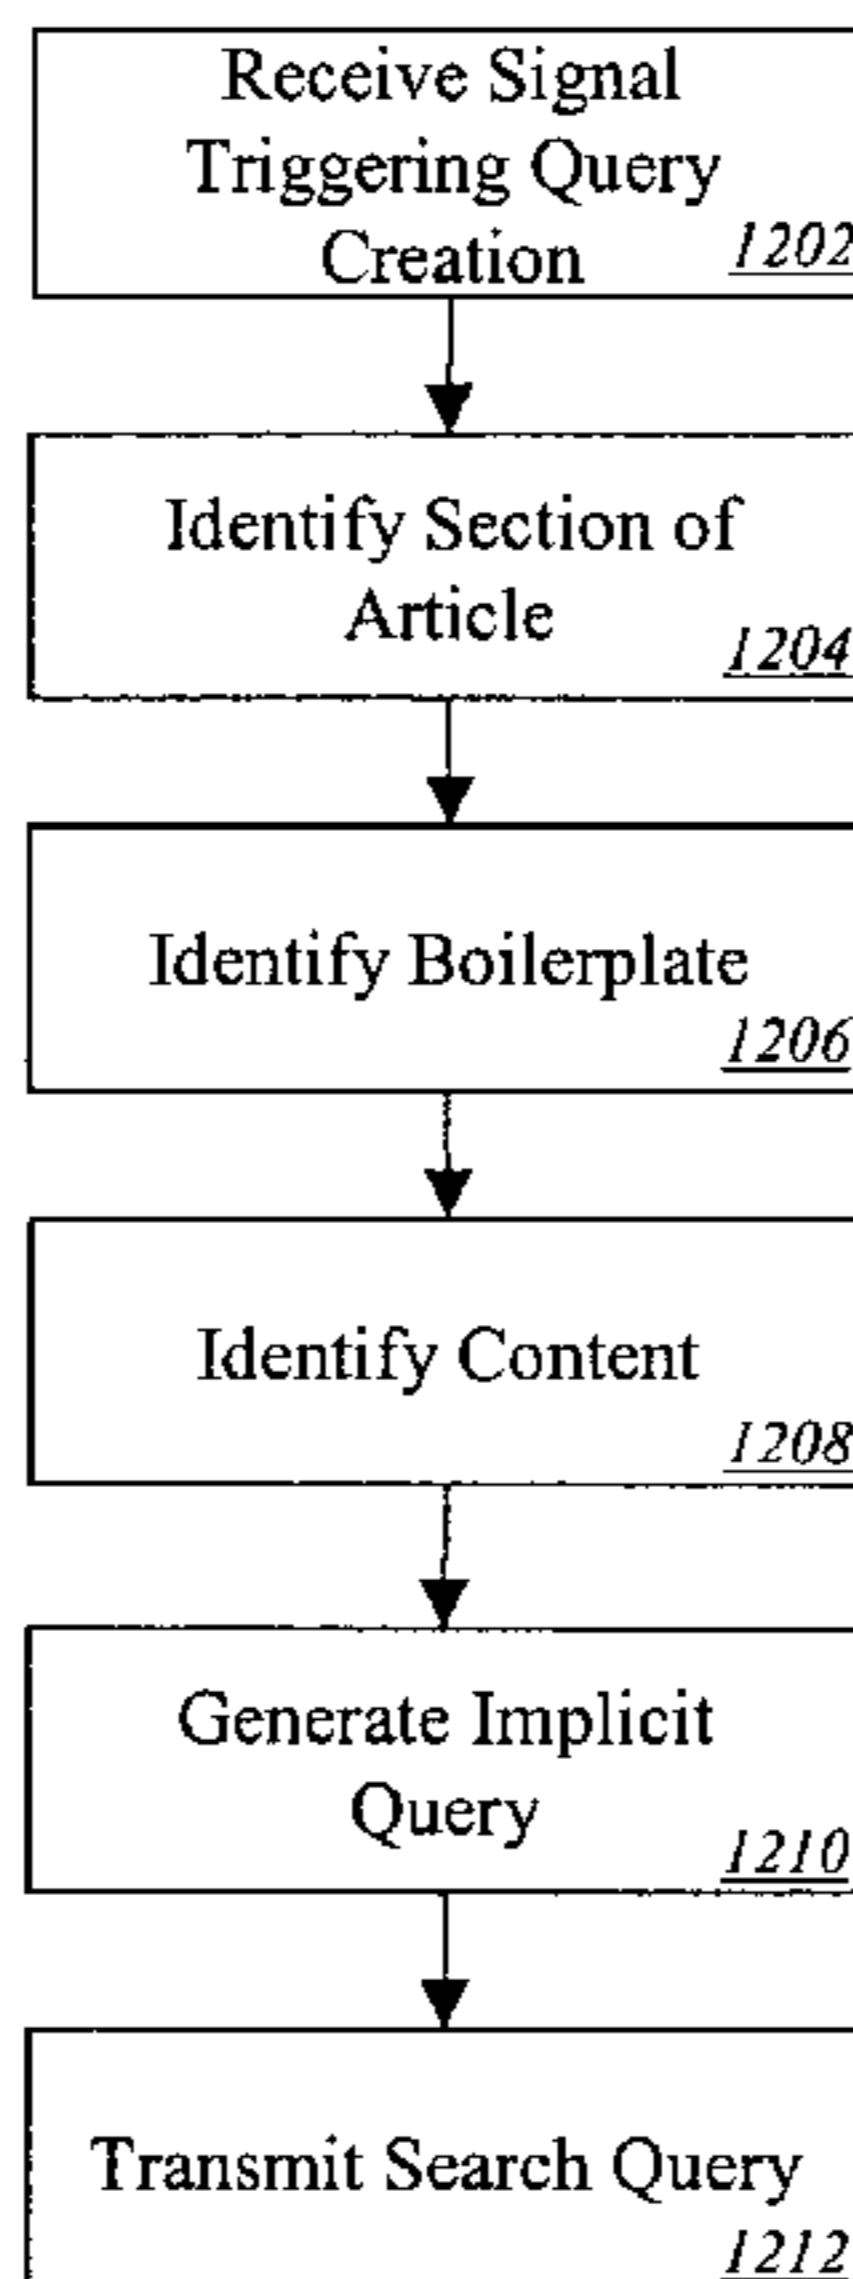 Receive Signal
Triggering Query
Creation
1202
Identify Section of
Article
1204
Identify Boilerplate
1206
Identify Content
1208
Generate Implicit
Query
1210
Transmit Search Query
1212